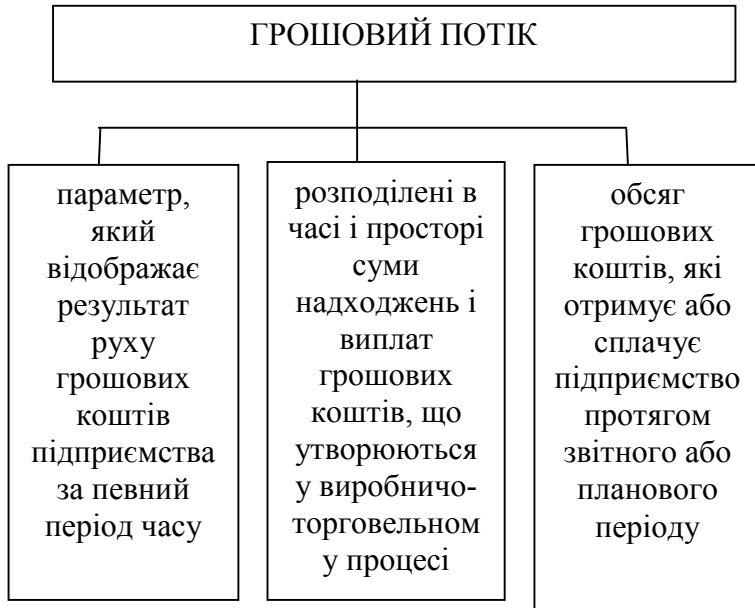 ГРОШОВИЙ ПОТІК
параметр,
який
відображає
результат
руху
грошових
коштів
підприємства
за певний
період часу
розподілені в
часі і просторі
суми
надходжень і
виплат
грошових
коштів, що
утворюються
у виробничо-
торговельном
у процесі
обсяг
грошових
коштів, які
отримує або
сплачує
підприємство
протягом
звітного або
планового
періоду